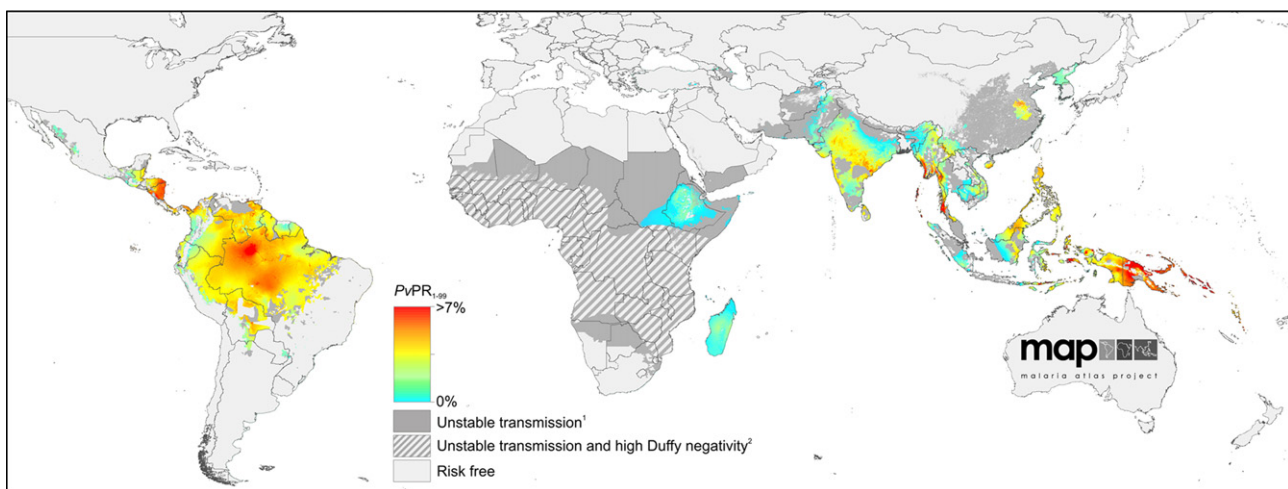 PvPR₁₋₉₉
>7%
0%
Unstable transmission¹
Unstable transmission and high Duffy negativity²
Risk free
map
malaria atlas project